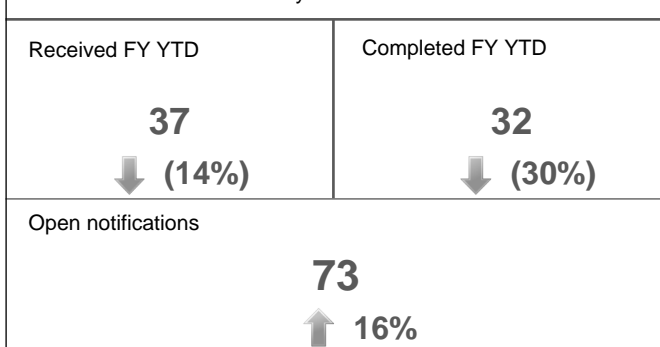 Received FY YTD
Completed FY YTD
37
32
(14%)
(30%)
Open notifications
73
16%